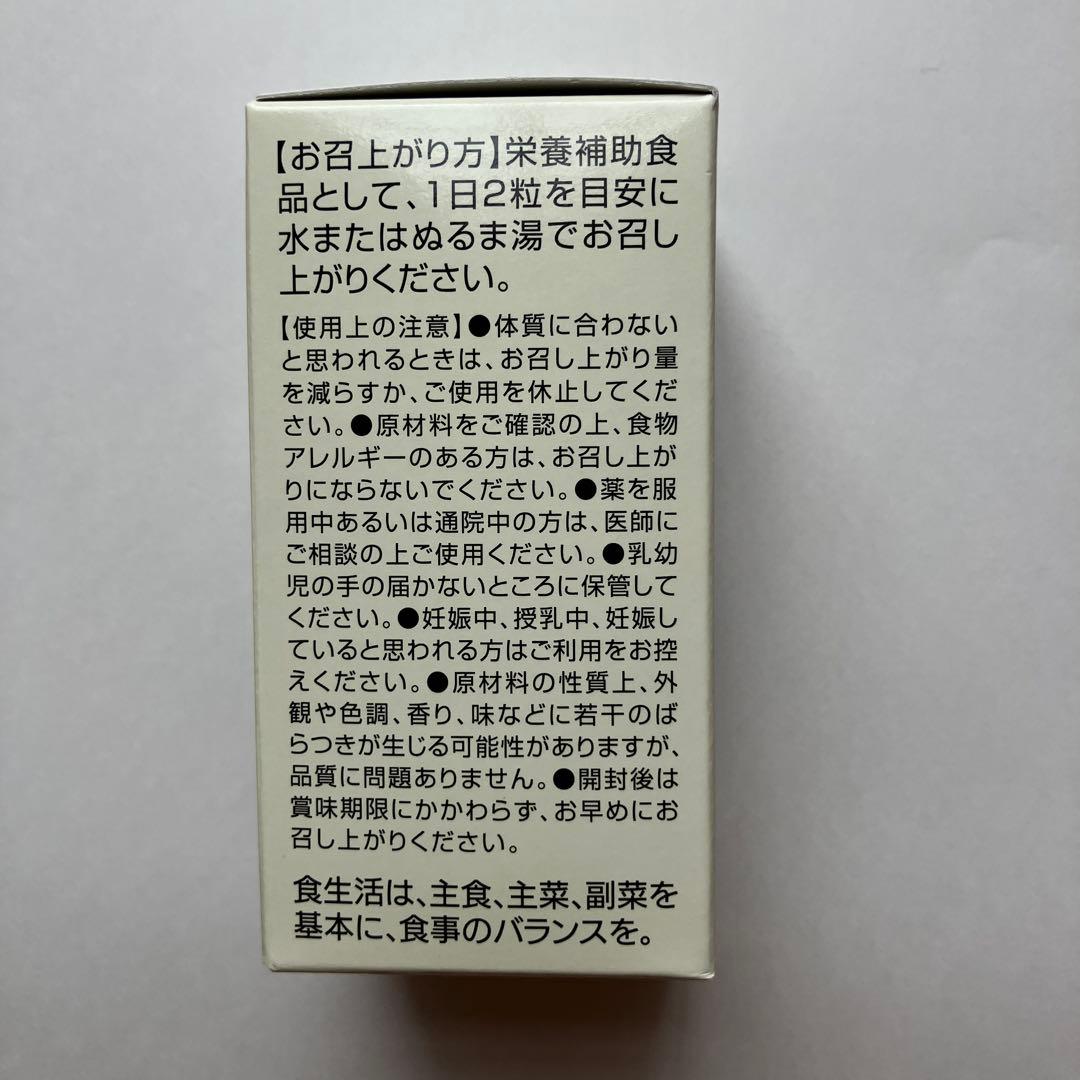 【お召上がり方】栄養補助食
品として、1日2粒を目安に
水またはぬるま湯でお召し
上がりください。
【使用上の注意】●体質に合わない
と思われるときは、お召し上がり量
を減らすか、ご使用を休止してくだ
さい。●原材料をご確認の上、食物
アレルギーのある方は、お召し上が
りにならないでください。●薬を服
用中あるいは通院中の方は、医師に
ご相談の上ご使用ください。●乳幼
児の手の届かないところに保管して
ください。●妊娠中、授乳中、妊娠し
ていると思われる方はご利用をお控
えください。●原材料の性質上、外
観や色調、香り、味などに若干のば
らつきが生じる可能性がありますが、
品質に問題ありません。●開封後は
賞味期限にかかわらず、お早めにお
召し上がりください。
食生活は、主食、主菜、副菜を
基本に、食事のバランスを。